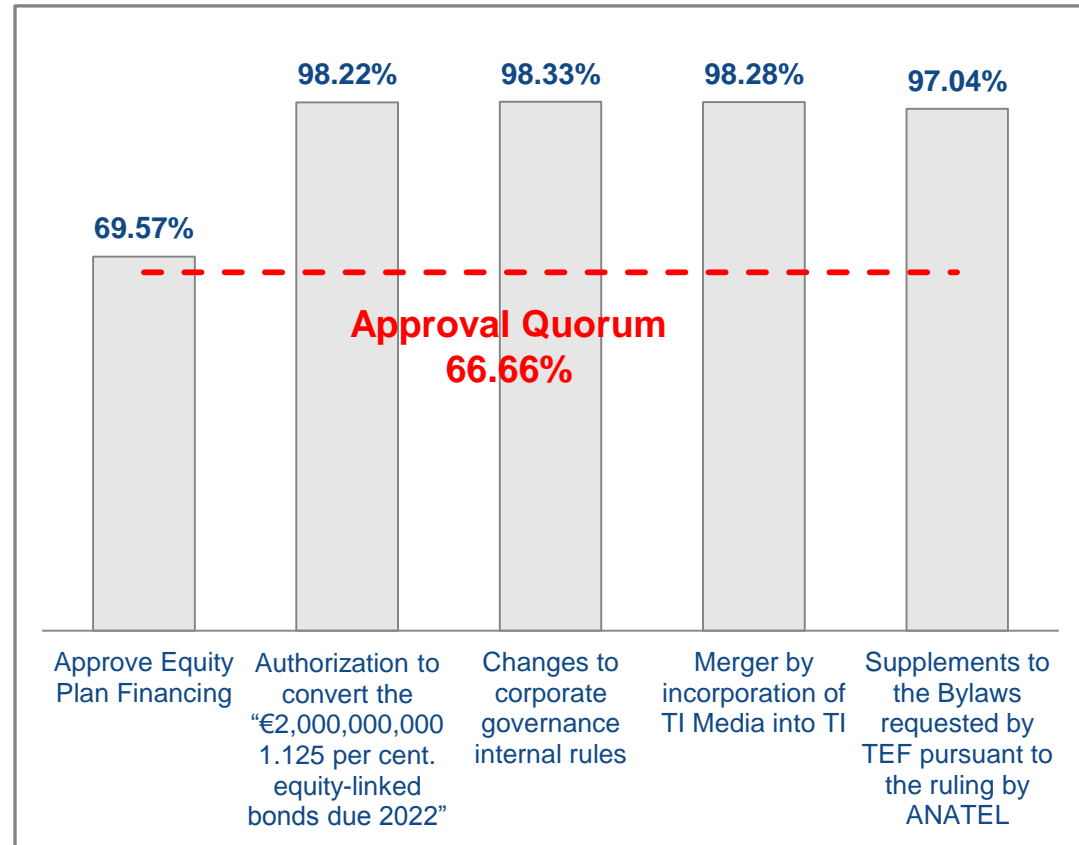 98.22%
98.33%
98.28%
97.04%
69.57%
Approval Quorum
66.66%
Approve Equity
Plan Financing
Authorization to
convert the
“€2,000,000,000
1.125 per cent.
equity-linked
bonds due 2022”
Changes to
corporate
governance
internal rules
Merger by
incorporation of
TI Media into TI
Supplements to
the Bylaws
requested by
TEF pursuant to
the ruling by
ANATEL